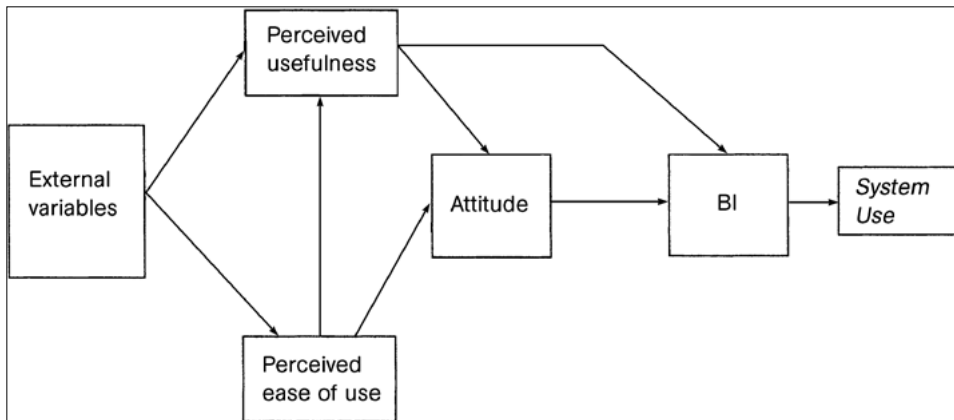 Perceived
usefulness
External
variables
Attitude
BI
System
Use
Perceived
ease of use